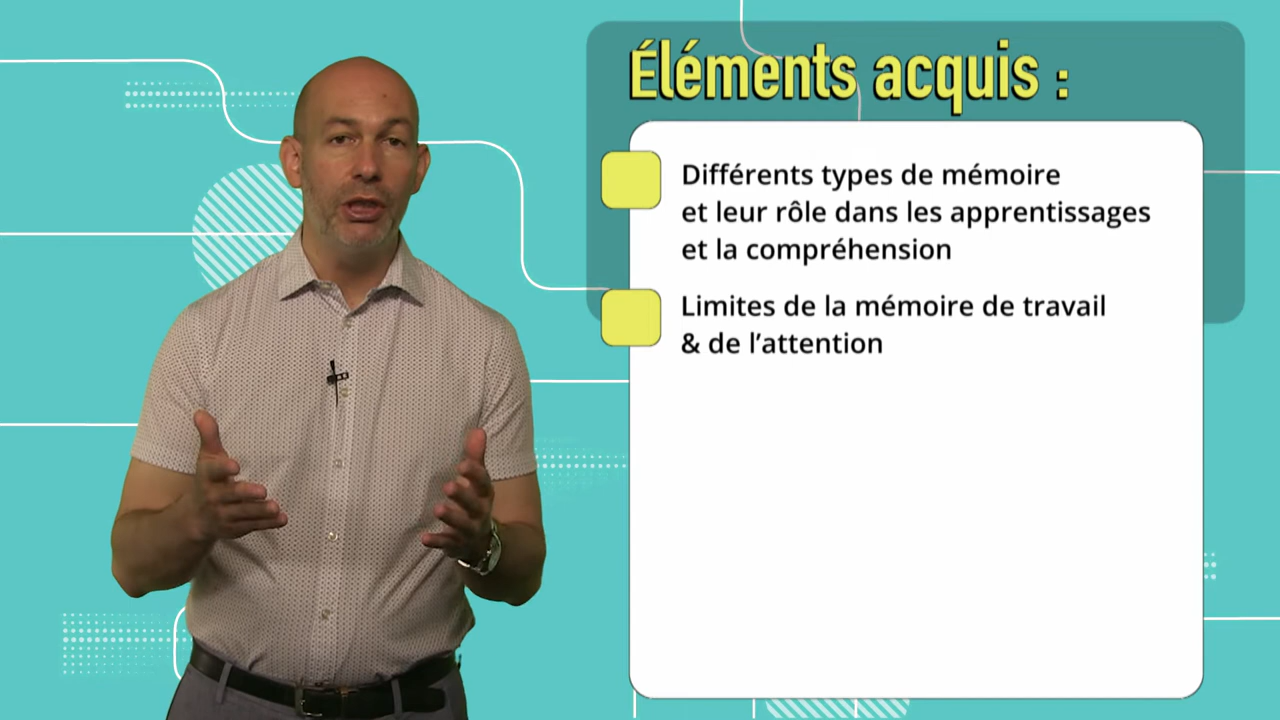 Éléments acquis :
Différents types de mémoire
et leur rôle dans les apprentissages
et la compréhension
Limites de la mémoire de travail
& de l’attention